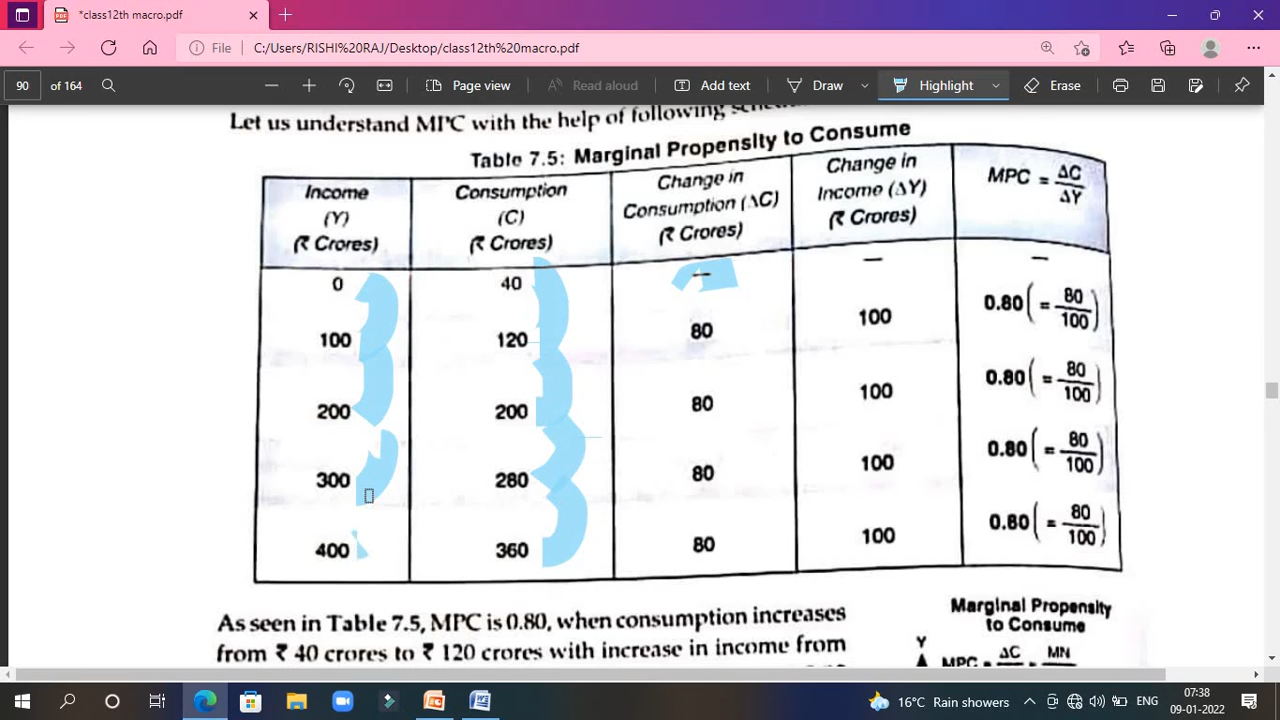 *class12th macro.pdf
File C:/Users/RISHI%20RAJ/Desktop/class12th%20macro.pdf
90 of 164 Page view Read aloud Add text Draw Highlight Erase
Let us understand MPC with the help of following
Table 7.5: Marginal Propensity to Consume
Income (Y) (₹ Crores) Consumption (C) (₹ Crores) Change in Consumption (ΔC) (₹ Crores) Change in Income (ΔY) (₹ Crores) MPC = ΔC/ΔY
0 40 — — —
100 120 80 100 0.80 (= 80/100)
200 200 80 100 0.80 (= 80/100)
300 280 80 100 0.80 (= 80/100)
400 360 80 100 0.80 (= 80/100)
As seen in Table 7.5, MPC is 0.80, when consumption increases
from ₹ 40 crores to ₹ 120 crores with increase in income from
Marginal Propensity
to Consume
Y
MPC = ΔC MN
16°C Rain showers ENG 07:38
09-01-2022